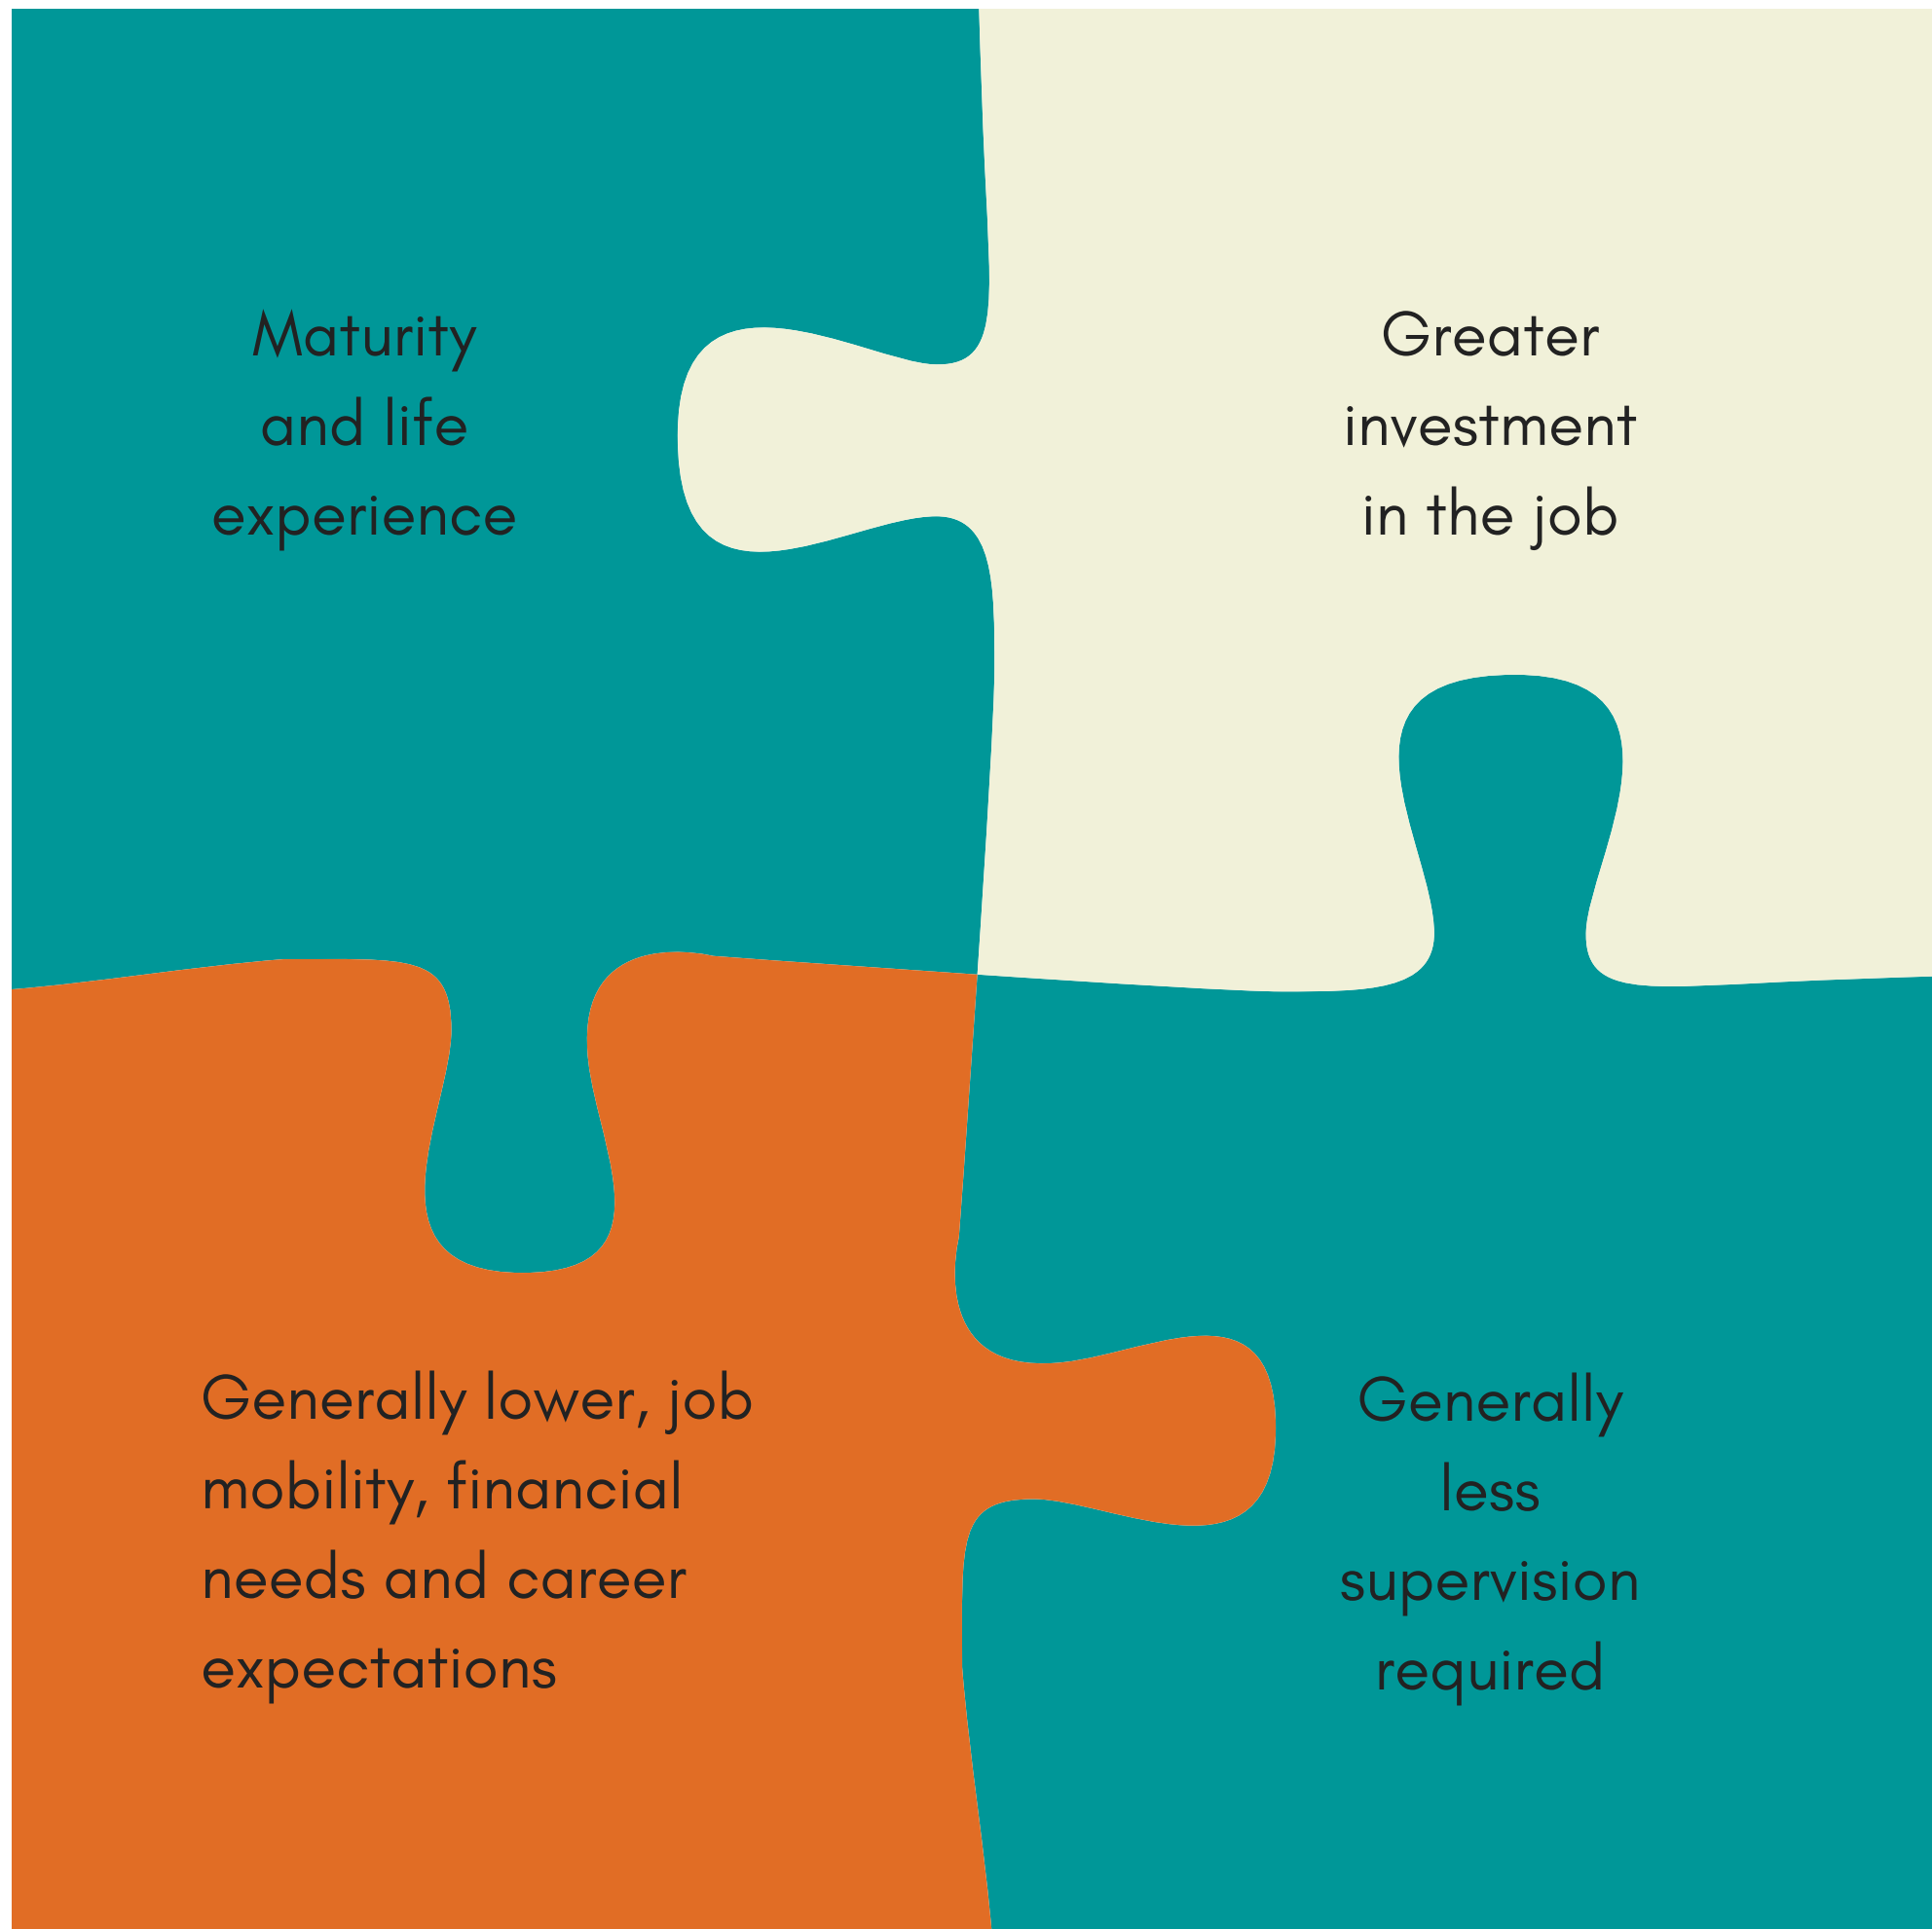 Maturity
and life
experience
Greater
investment
in the job
Generally lower, job
mobility, financial
needs and career
expectations
Generally
less
supervision
required